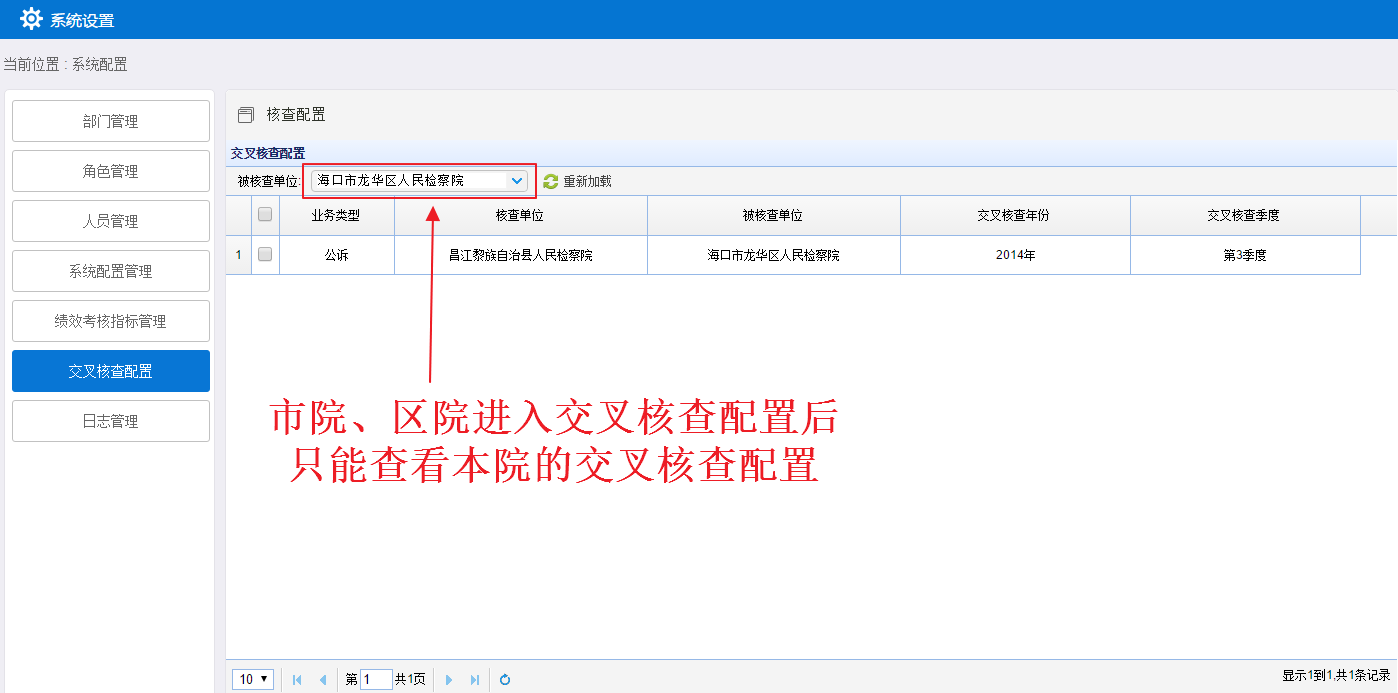 系统设置
当前位置 : 系统配置
部门管理
角色管理
人员管理
系统配置管理
绩效考核指标管理
交叉核查配置
日志管理
核查配置
交叉核查配置
被核查单位: 海口市龙华区人民检察院 重新加载
业务类型 核查单位 被核查单位 交叉核查年份 交叉核查季度
1 公诉 昌江黎族自治县人民检察院 海口市龙华区人民检察院 2014年 第3季度
市院、区院进入交叉核查配置后
只能查看本院的交叉核查配置
10 第 1 共1页 显示1到1,共1条记录